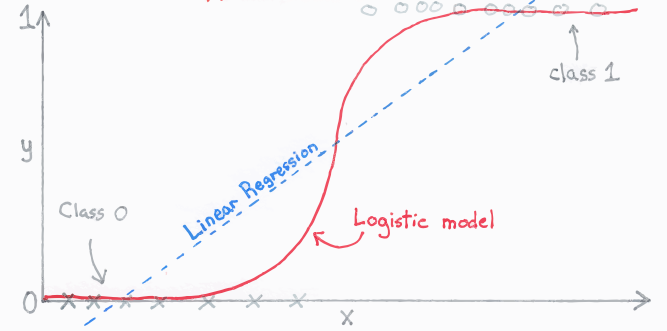 1
class 1
y
Linear Regression
Class 0
Logistic model
0
x